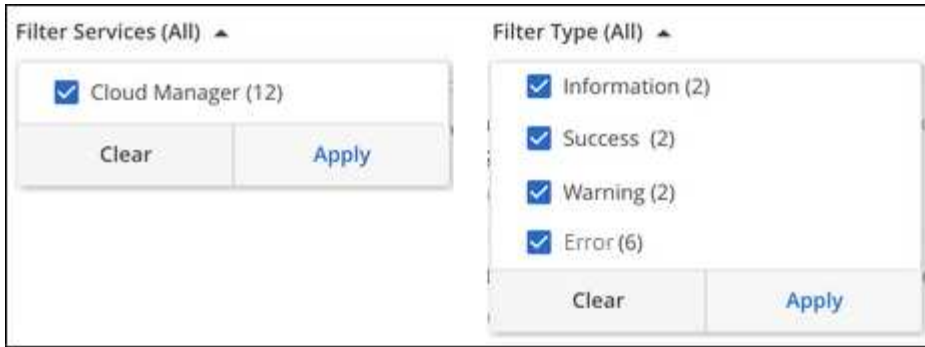 Filter Services (All)
Cloud Manager (12)
Clear Apply
Filter Type (All)
Information (2)
Success (2)
Warning (2)
Error (6)
Clear Apply